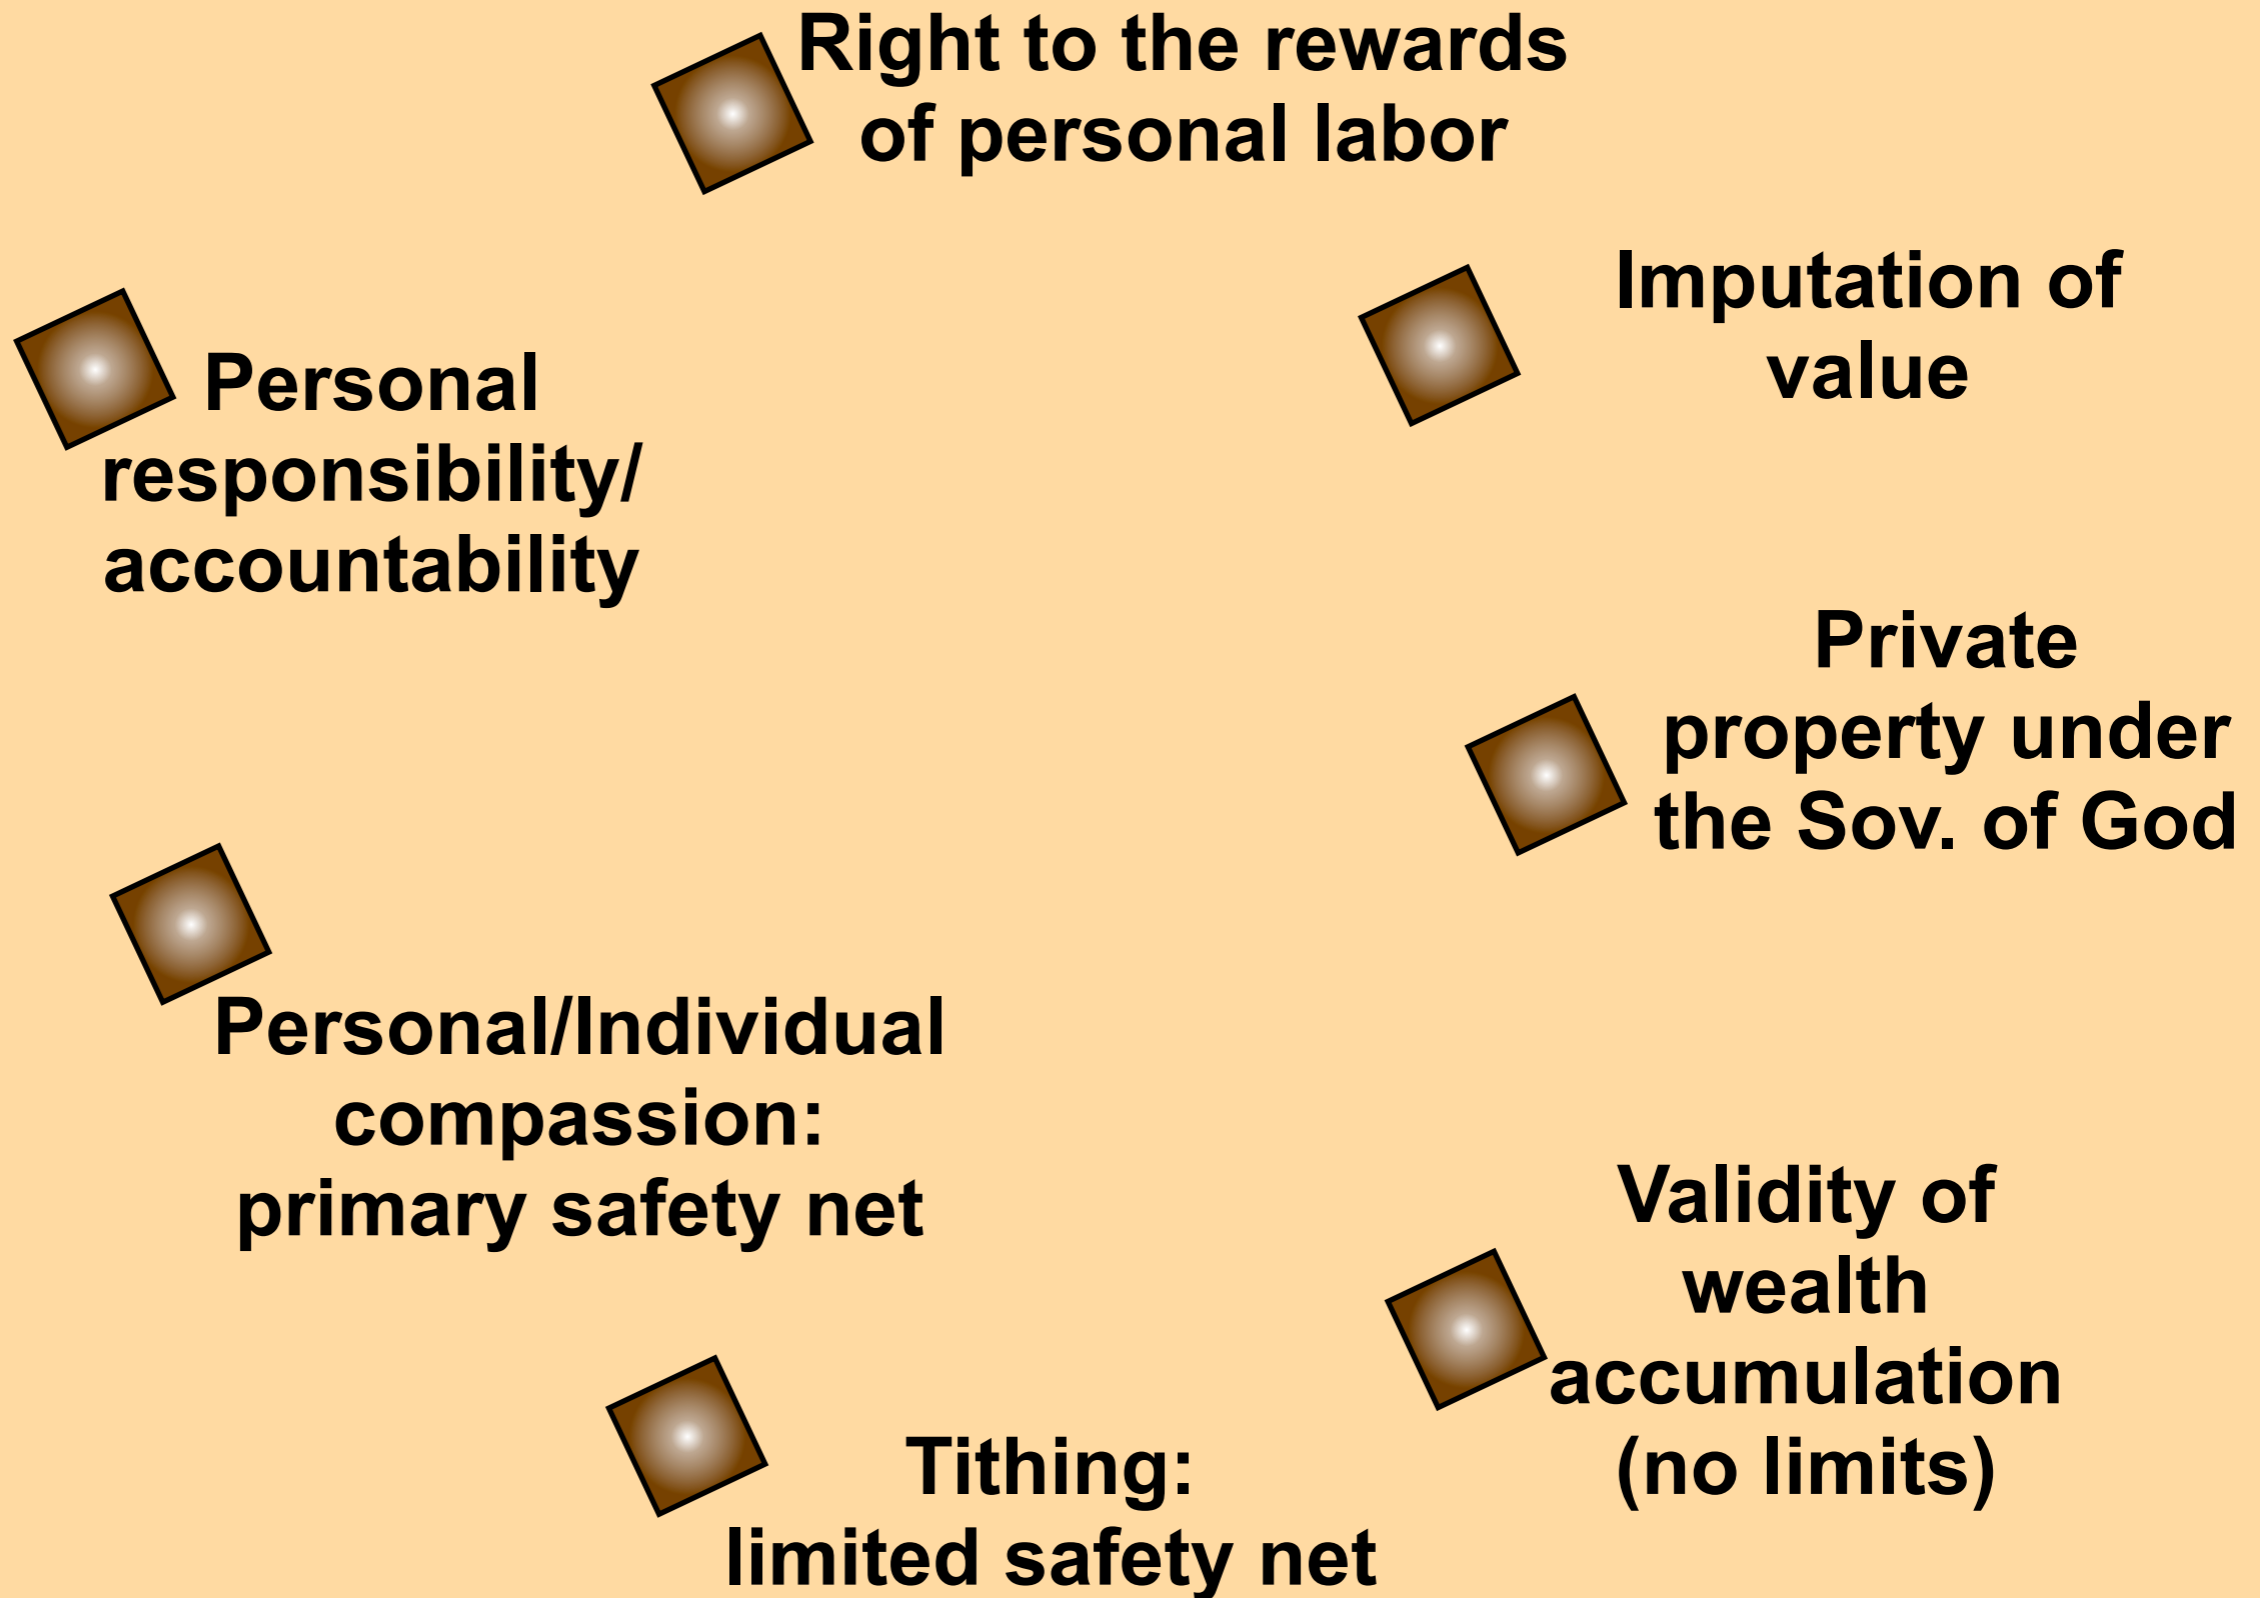 Right to the rewards
of personal labor
Imputation of
value
Personal
responsibility/
accountability
Private
property under
the Sov. of God
Personal/Individual
compassion:
primary safety net
Validity of
wealth
accumulation
(no limits)
Tithing:
limited safety net